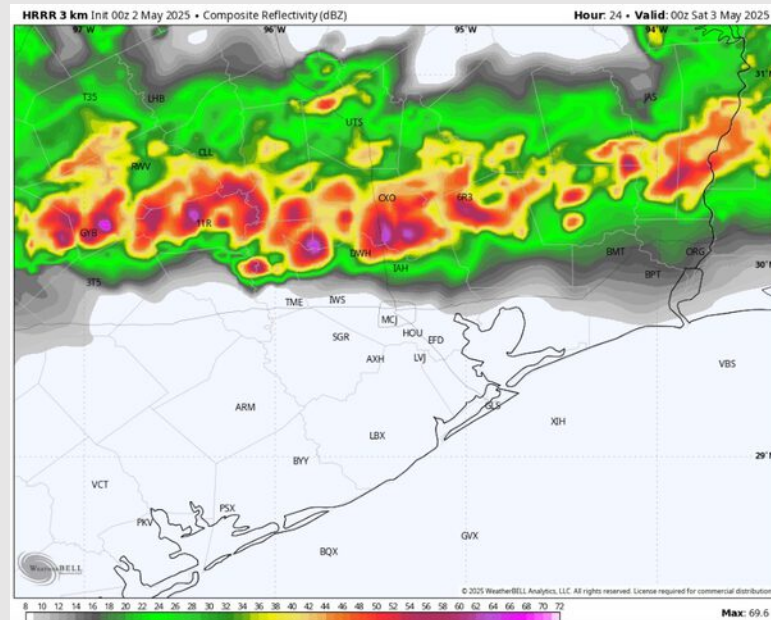 HRRR 3 km Init 00z 2 May 2025 • Composite Reflectivity (dBZ) Hour: 24 • Valid: 00z Sat 3 May 2025
97°W 96°W 95°W 94°W
31°N
T35 LHB JAS
UTS
CLL
RWV
CXO 6R3
11R
GYB
DWH BMT ORG
IAH BPT 30°N
3T5
TME IWS
MCJ
HOU
SGR EFD
AXH LVJ VBS
ARM GLS
XIH
LBX
BYY 29°N
VCT
PSX
PKV
GVX
BQX
WeatherBELL
© 2025 WeatherBELL Analytics, LLC. All rights reserved. License required for commercial distribution
8 10 12 14 16 18 20 22 24 26 28 30 32 34 36 38 40 42 44 46 48 50 52 54 56 58 60 62 64 66 68 70 72
Max: 69.6